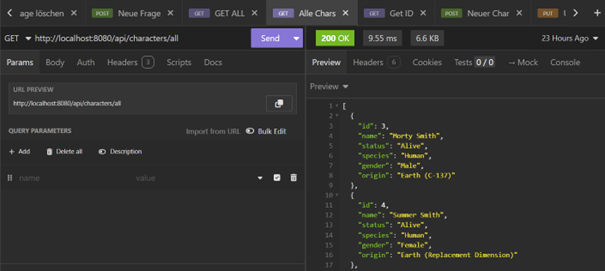 age löschen POST Neue Frage GET GET ALL GET Alle Chars GET Get ID POST Neuer Char PUT
GET http://localhost:8080/api/characters/all Send 200 OK 9.55 ms 6.6 KB 23 Hours Ago
Params Body Auth Headers 3 Scripts Docs
Preview Headers 6 Cookies Tests 0 / 0 → Mock Console
URL PREVIEW
http://localhost:8080/api/characters/all
QUERY PARAMETERS Import from URL Bulk Edit
+ Add Delete all Description
name value
Preview
1 [
2 {
3 "id": 3,
4 "name": "Morty Smith",
5 "status": "Alive",
6 "species": "Human",
7 "gender": "Male",
8 "origin": "Earth (C-137)"
9 },
10 {
11 "id": 4,
12 "name": "Summer Smith",
13 "status": "Alive",
14 "species": "Human",
15 "gender": "Female",
16 "origin": "Earth (Replacement Dimension)"
17 },